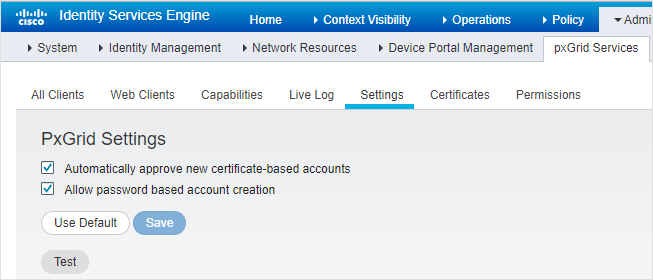 CISCO Identity Services Engine Home Context Visibility Operations Policy Admi
System Identity Management Network Resources Device Portal Management pxGrid Services
All Clients Web Clients Capabilities Live Log Settings Certificates Permissions
PxGrid Settings
Automatically approve new certificate-based accounts
Allow password based account creation
Use Default Save
Test